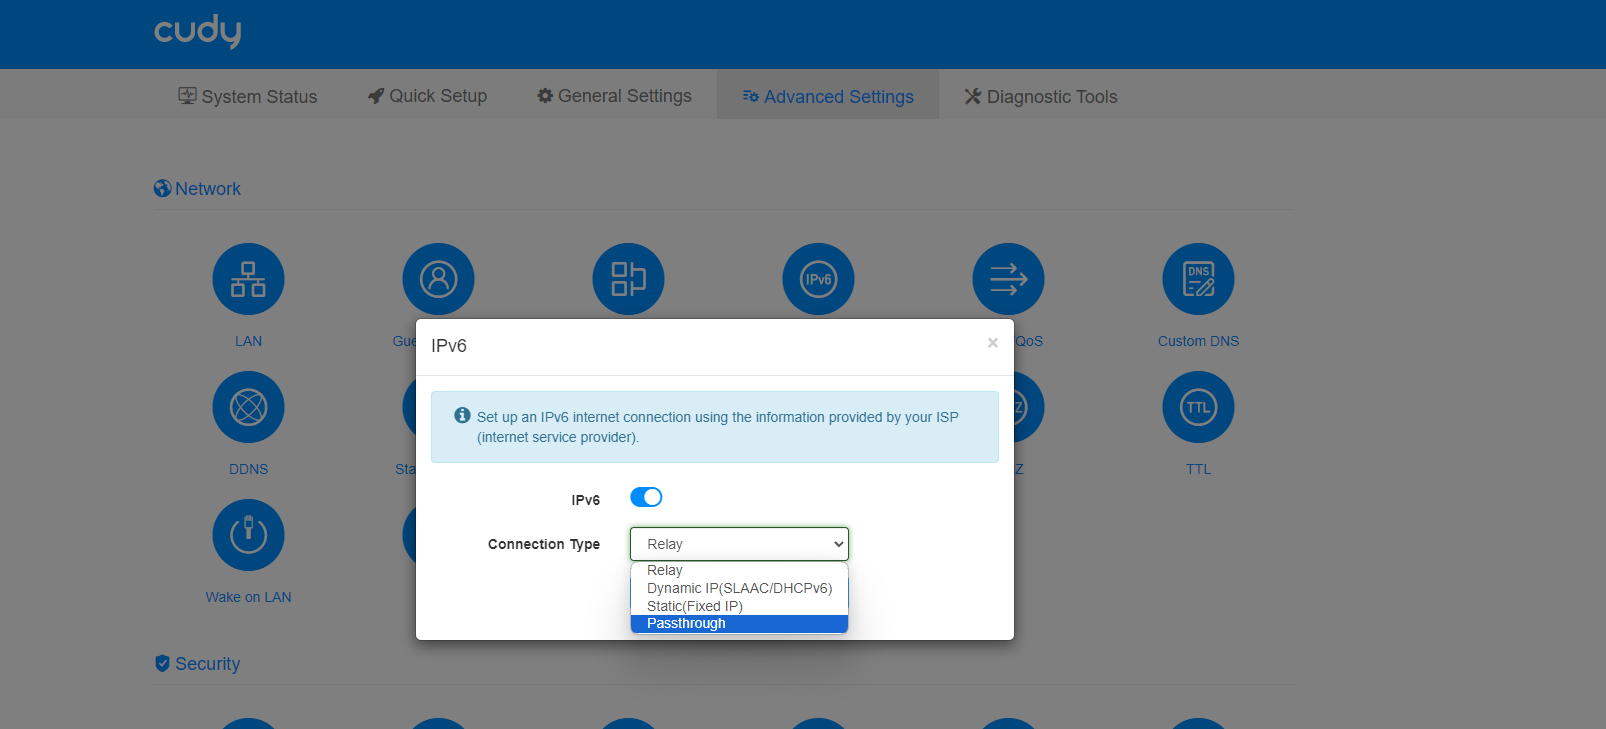 cudy
System Status
Quick Setup
General Settings
Advanced Settings
Diagnostic Tools
Network
IPv6
DNS
LAN
QoS
Custom DNS
IPv6
×
Set up an IPv6 internet connection using the information provided by your ISP
(internet service provider).
TTL
DDNS
TTL
IPv6
Connection Type
Relay
Relay
Dynamic IP(SLAAC/DHCPv6)
Static(Fixed IP)
Passthrough
Wake on LAN
Security